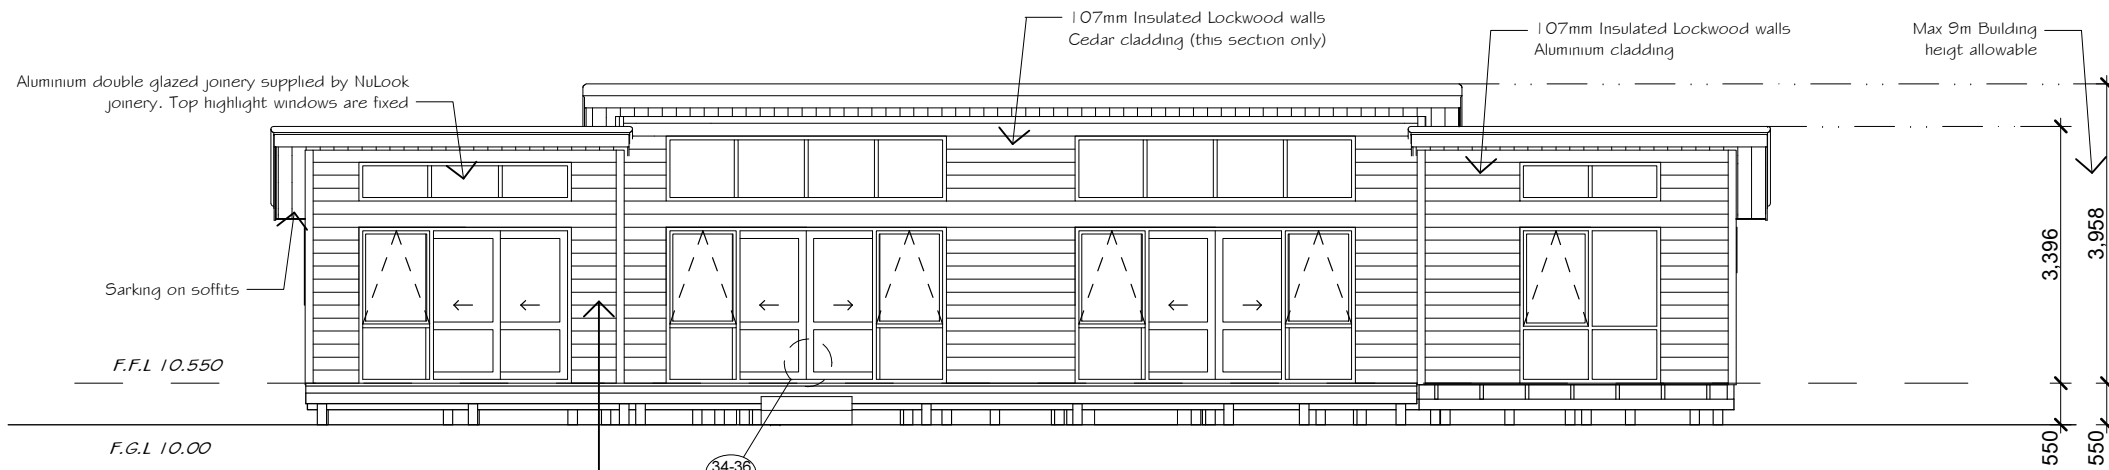 107mm Insulated Lockwood walls
Cedar cladding (this section only)
107mm Insulated Lockwood walls
Aluminium cladding
Max 9m Building
heigt allowable
Aluminium double glazed joinery supplied by NuLook
joinery. Top highlight windows are fixed
Sarking on soffits
F.F.L 10.550
F.G.L 10.00
34-36
3,396
3,958
550
550